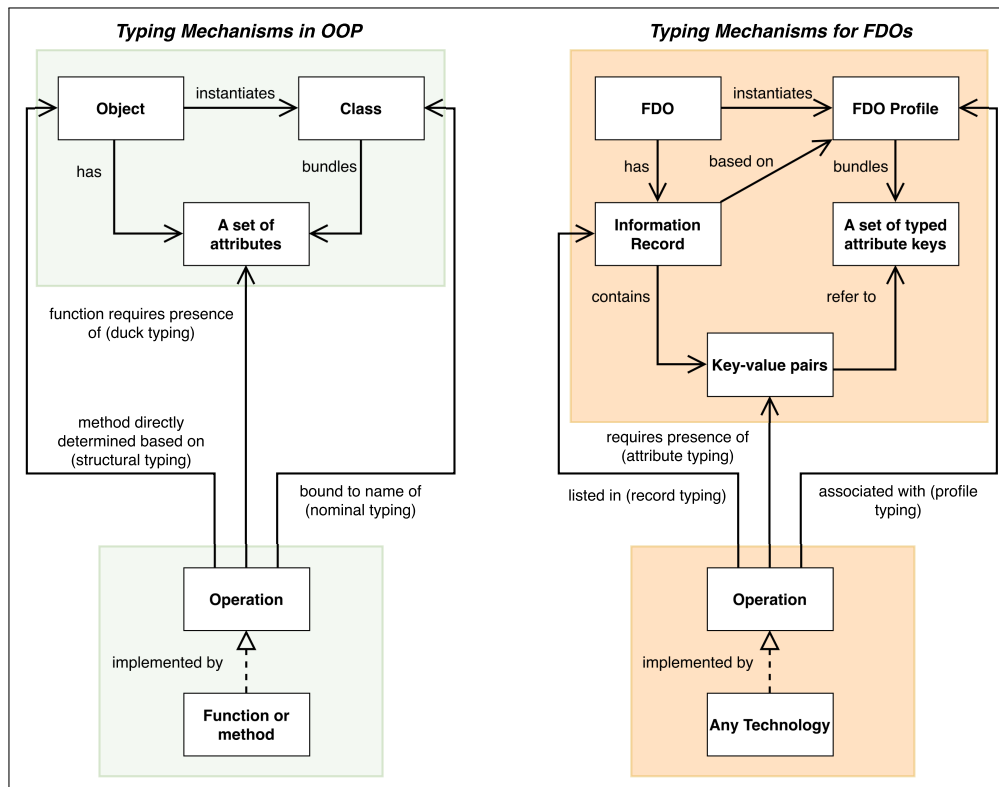 Typing Mechanisms in OOP
Object
instantiates
Class
has
bundles
A set of
attributes
function requires presence
of (duck typing)
method directly
determined based on
(structural typing)
bound to name of
(nominal typing)
Operation
implemented by
Function or
method
Typing Mechanisms for FDOs
FDO
instantiates
FDO Profile
has
based on
bundles
Information
Record
A set of typed
attribute keys
contains
refer to
Key-value pairs
requires presence of
(attribute typing)
listed in (record typing)
associated with (profile
typing)
Operation
implemented by
Any Technology